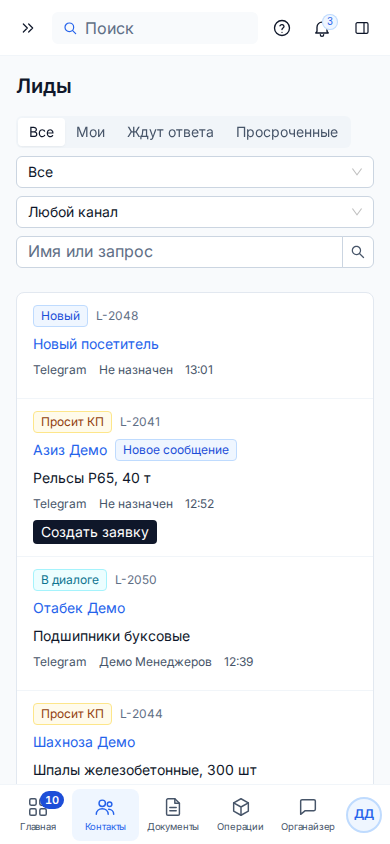 Поиск
3
Лиды
Все Мои Ждут ответа Просроченные
Все
Любой канал
Имя или запрос
Новый L-2048
Новый посетитель
Telegram Не назначен 13:01
Просит КП L-2041
Азиз Демо Новое сообщение
Рельсы Р65, 40 т
Telegram Не назначен 12:52
Создать заявку
В диалоге L-2050
Отабек Демо
Подшипники буксовые
Telegram Демо Менеджеров 12:39
Просит КП L-2044
Шахноза Демо
Шпалы железобетонные, 300 шт
10
Главная Контакты Документы Операции Органайзер ДД